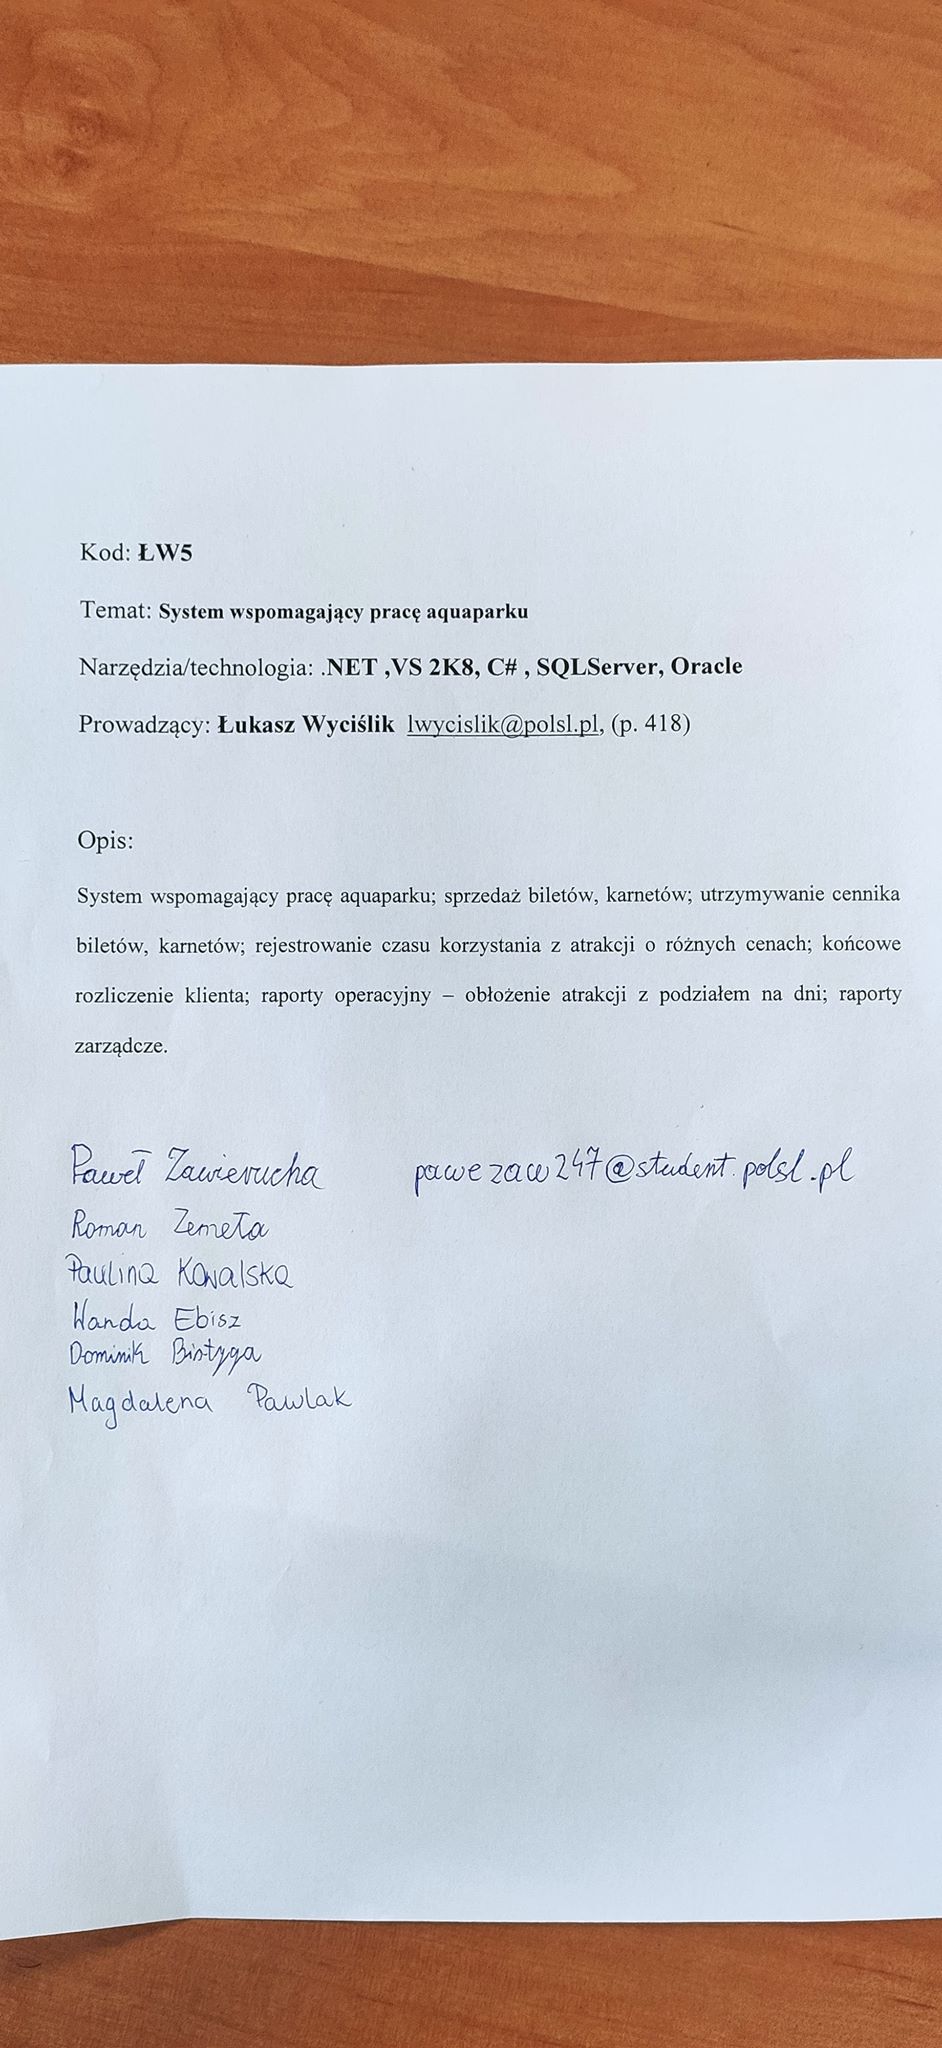 Kod: ŁW5
Temat: System wspomagający pracę aquaparku
Narzędzia/technologia: .NET ,VS 2K8, C# , SQLServer, Oracle
Prowadzący: Łukasz Wyciślik lwycislik@polsl.pl, (p. 418)
Opis:
System wspomagający pracę aquaparku; sprzedaż biletów, karnetów; utrzymywanie cennika
biletów, karnetów; rejestrowanie czasu korzystania z atrakcji o różnych cenach; końcowe
rozliczenie klienta; raporty operacyjny – obłożenie atrakcji z podziałem na dni; raporty
zarządcze.
Paweł Zawierucha pawezaw247@student.polsl.pl
Roman Zemeła
Paulina Kowalska
Wanda Ebisz
Dominik Bistyga
Magdalena Pawlak